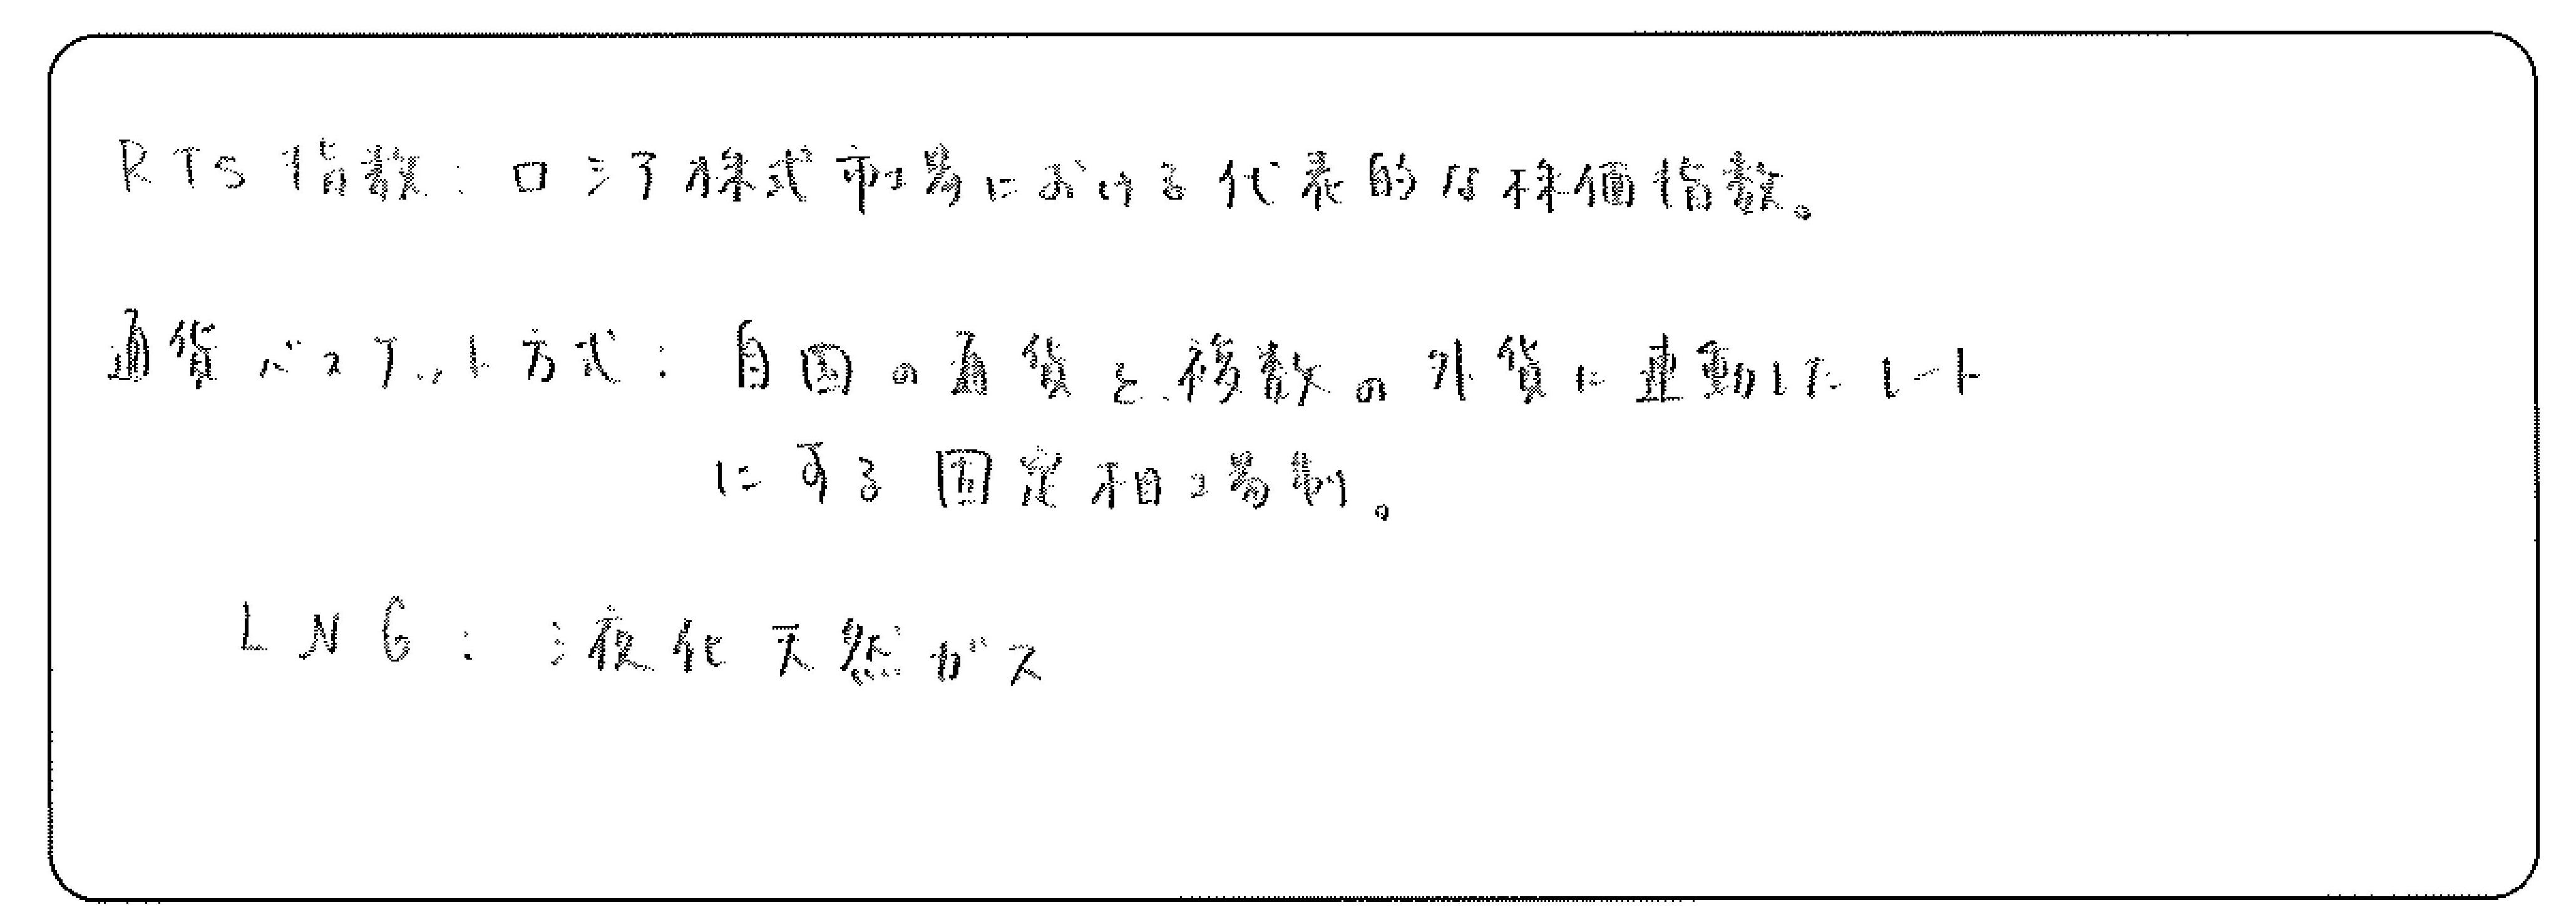 RTS指数：ロシア株式市場における代表的な株価指数。
通貨バスケット方式：自国の通貨を複数の外貨に連動したレート
にする固定相場制。
LNG：液化天然ガス